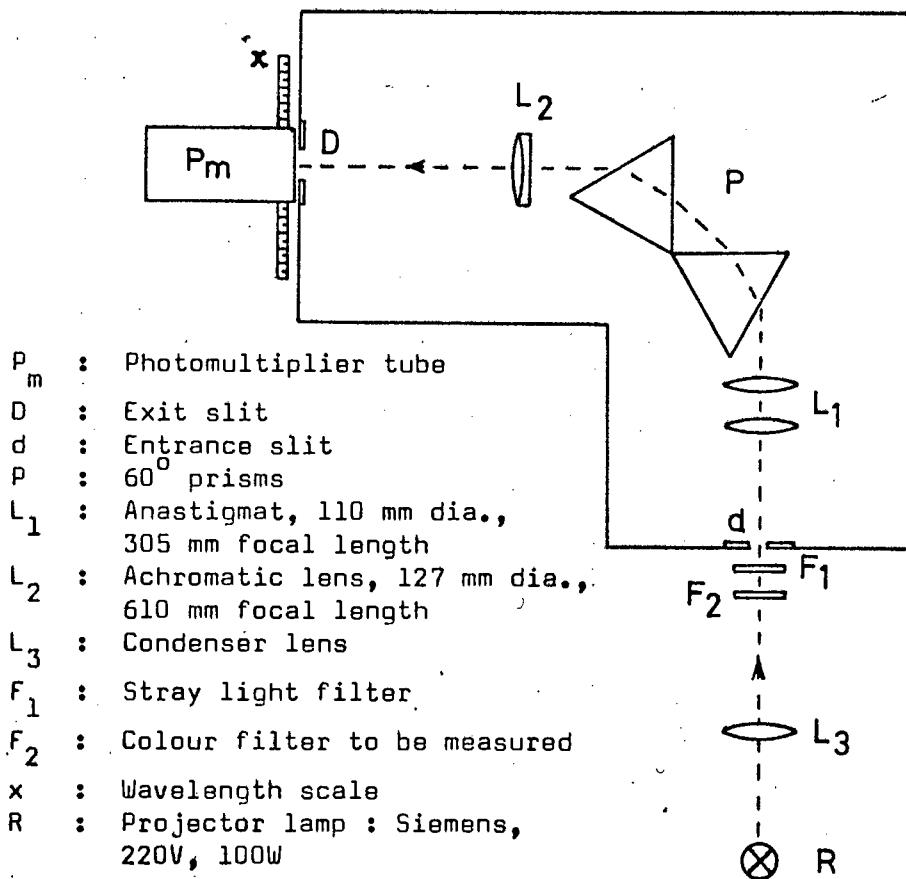 x
L2
Pm
D
P
L1
d
F1
F2
L3
R
Pm : Photomultiplier tube
D : Exit slit
d : Entrance slit
P : 60° prisms
L1 : Anastigmat, 110 mm dia.,
305 mm focal length
L2 : Achromatic lens, 127 mm dia.,
610 mm focal length
L3 : Condenser lens
F1 : Stray light filter
F2 : Colour filter to be measured
x : Wavelength scale
R : Projector lamp : Siemens,
220V, 100W